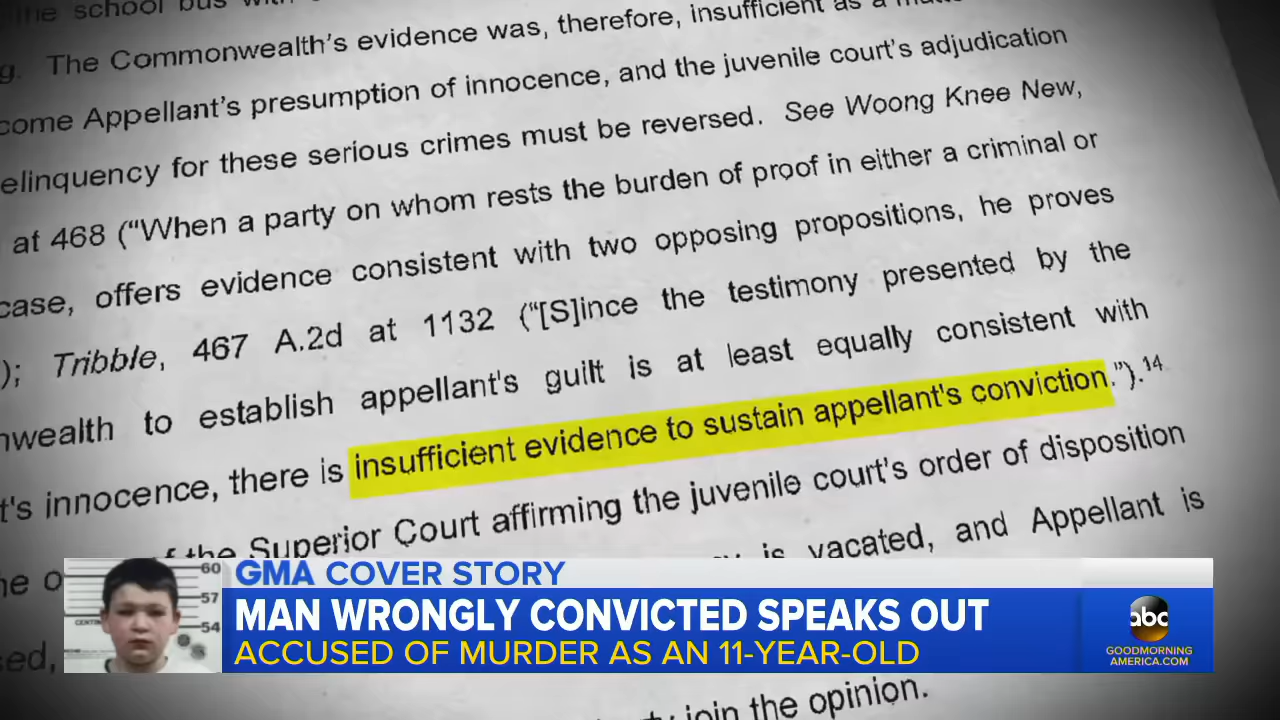 the school bus with
g. The Commonwealth's evidence was, therefore, insufficient as a
come Appellant's presumption of innocence, and the juvenile court's adjudication
elinquency for these serious crimes must be reversed. See Woong Knee New,
at 468 (“When a party on whom rests the burden of proof in either a criminal or
case, offers evidence consistent with two opposing propositions, he proves
); Tribble, 467 A.2d at 1132 (“[S]ince the testimony presented by the
nwealth to establish appellant's guilt is at least equally consistent with
t's innocence, there is insufficient evidence to sustain appellant's conviction.”).14
the Superior Court affirming the juvenile court's order of disposition
is vacated, and Appellant is
join the opinion.
60
57
54
GMA COVER STORY
MAN WRONGLY CONVICTED SPEAKS OUT
ACCUSED OF MURDER AS AN 11-YEAR-OLD
abc
GOODMORNING
AMERICA.COM